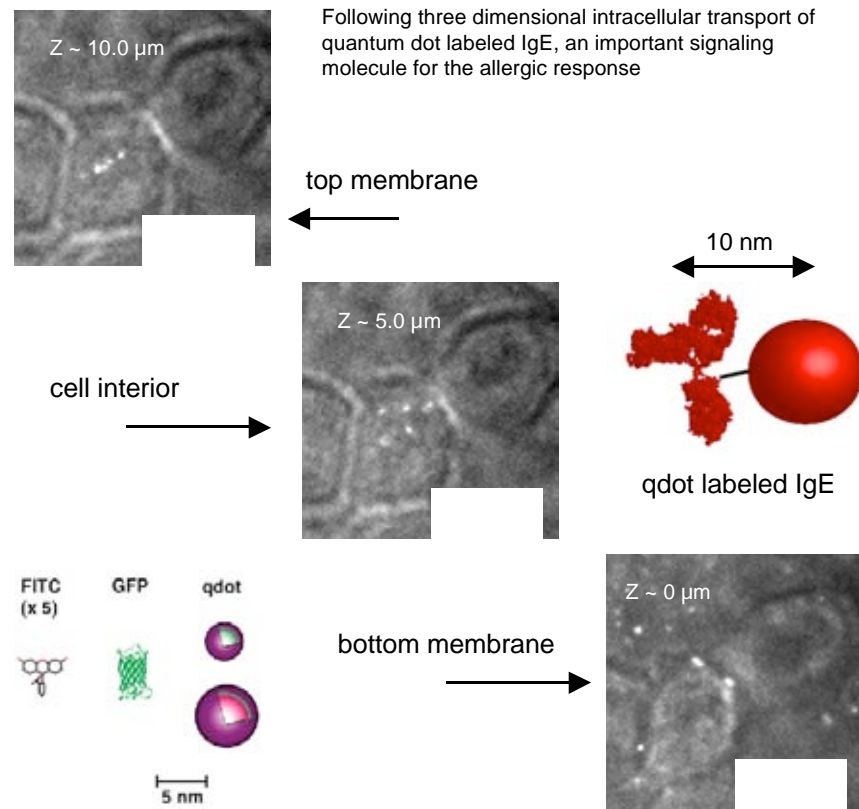 Following three dimensional intracellular transport of
quantum dot labeled IgE, an important signaling
molecule for the allergic response
Z ~ 10.0 µm
top membrane
10 nm
Z ~ 5.0 µm
cell interior
qdot labeled IgE
FITC
(x 5)
GFP
qdot
Z ~ 0 µm
bottom membrane
5 nm